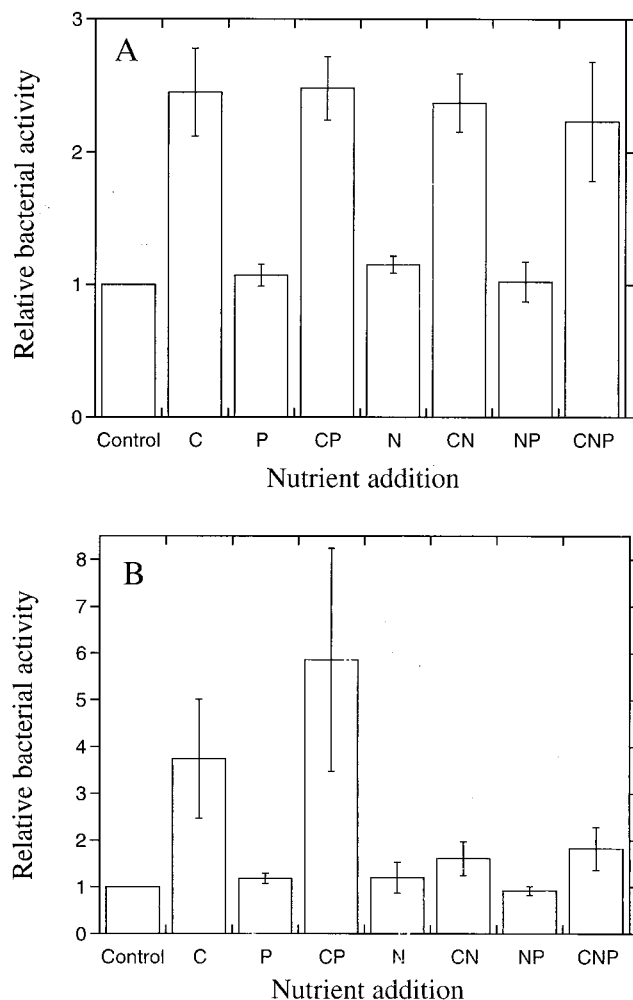 A
Relative bacterial activity
3
2
1
0
Control C P CP N CN NP CNP
Nutrient addition
B
Relative bacterial activity
8
7
6
5
4
3
2
1
0
Control C P CP N CN NP CNP
Nutrient addition